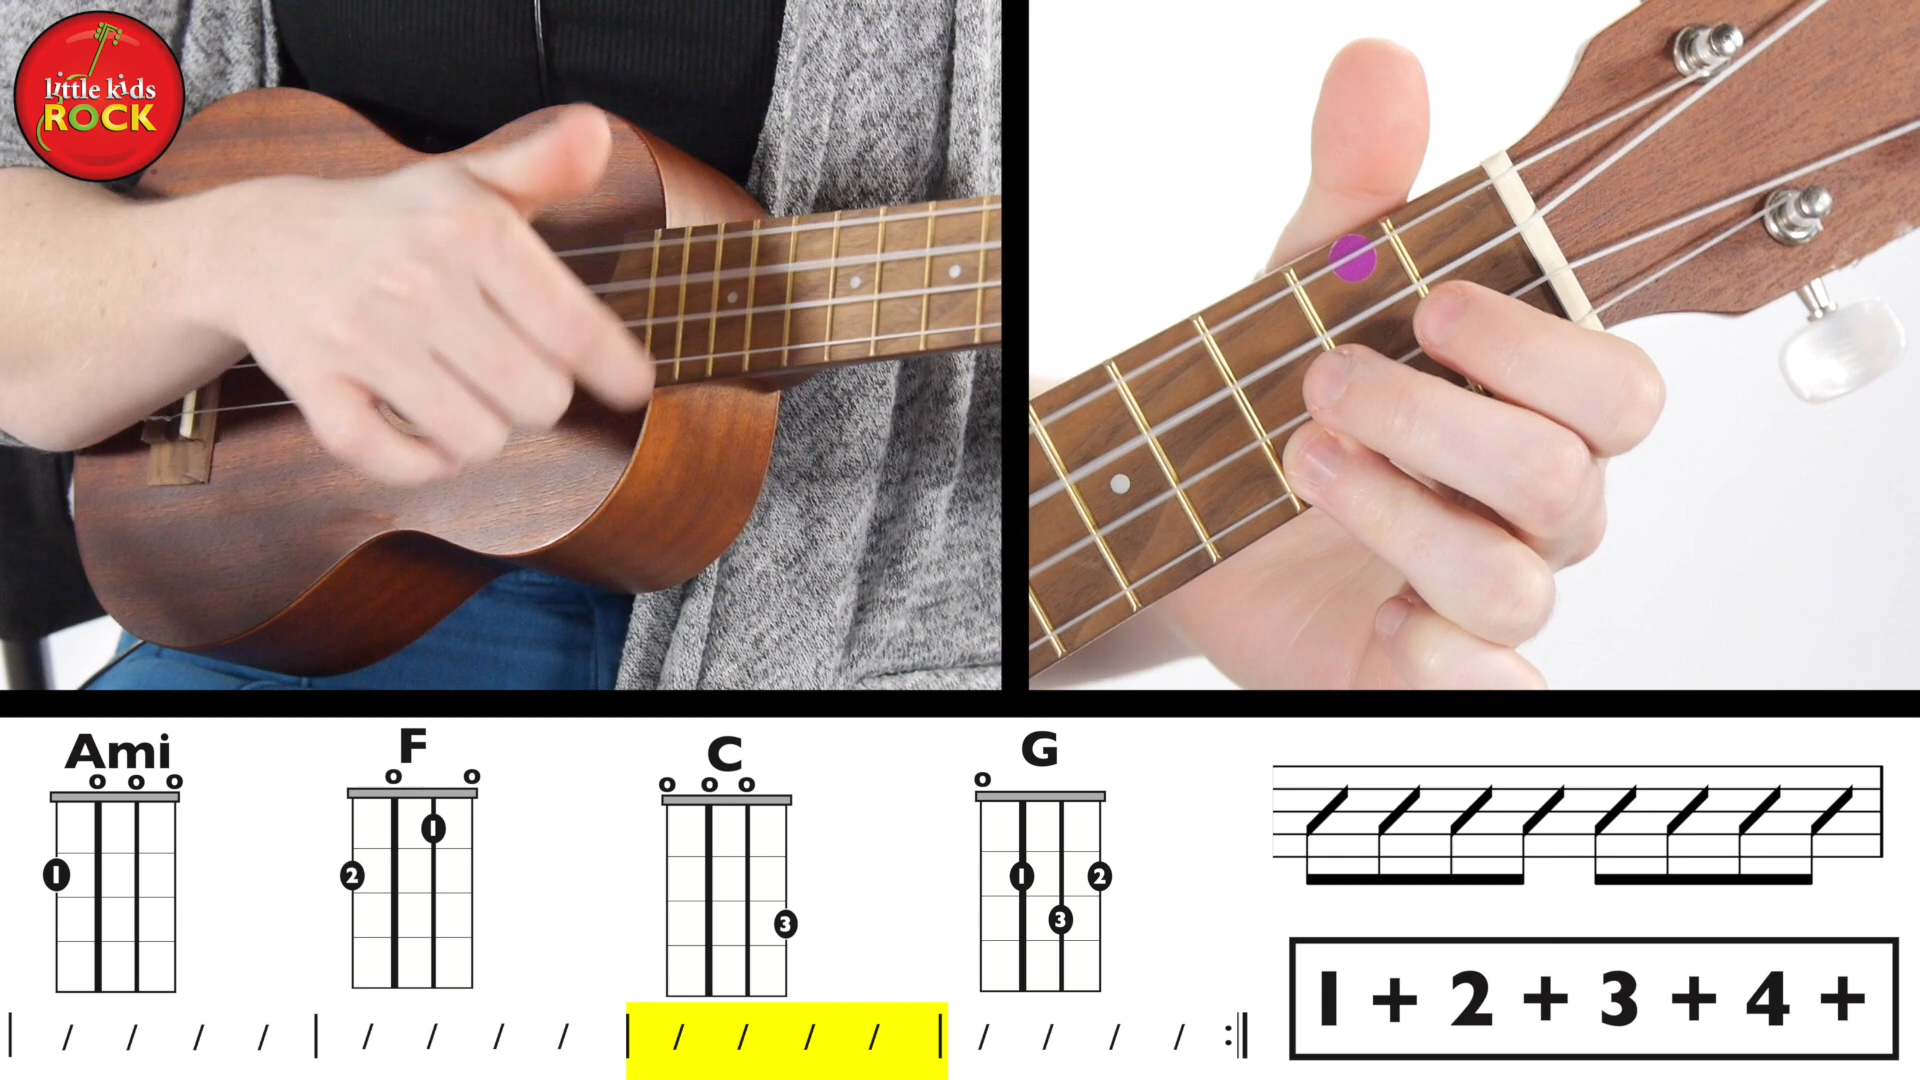 little kids
ROCK
Ami
F
C
G
o o o
o o
o o o
o
1
2 1
3
1 2
3
| / / / / | / / / / | / / / / | / / / / :||
1 + 2 + 3 + 4 +